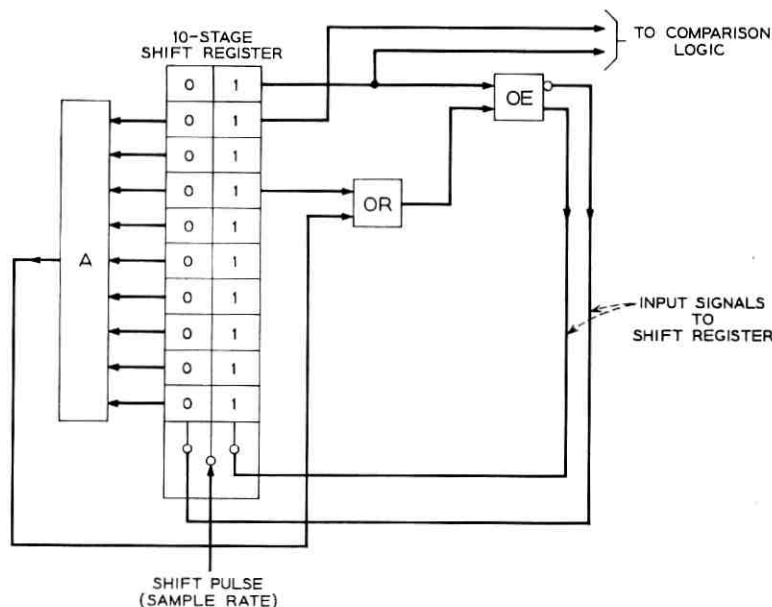 10-STAGE
SHIFT REGISTER
TO COMPARISON
LOGIC
0 1
0 1
0 1
0 1
0 1
0 1
0 1
0 1
0 1
0 1
A
OE
OR
INPUT SIGNALS
TO
SHIFT REGISTER
SHIFT PULSE
(SAMPLE RATE)